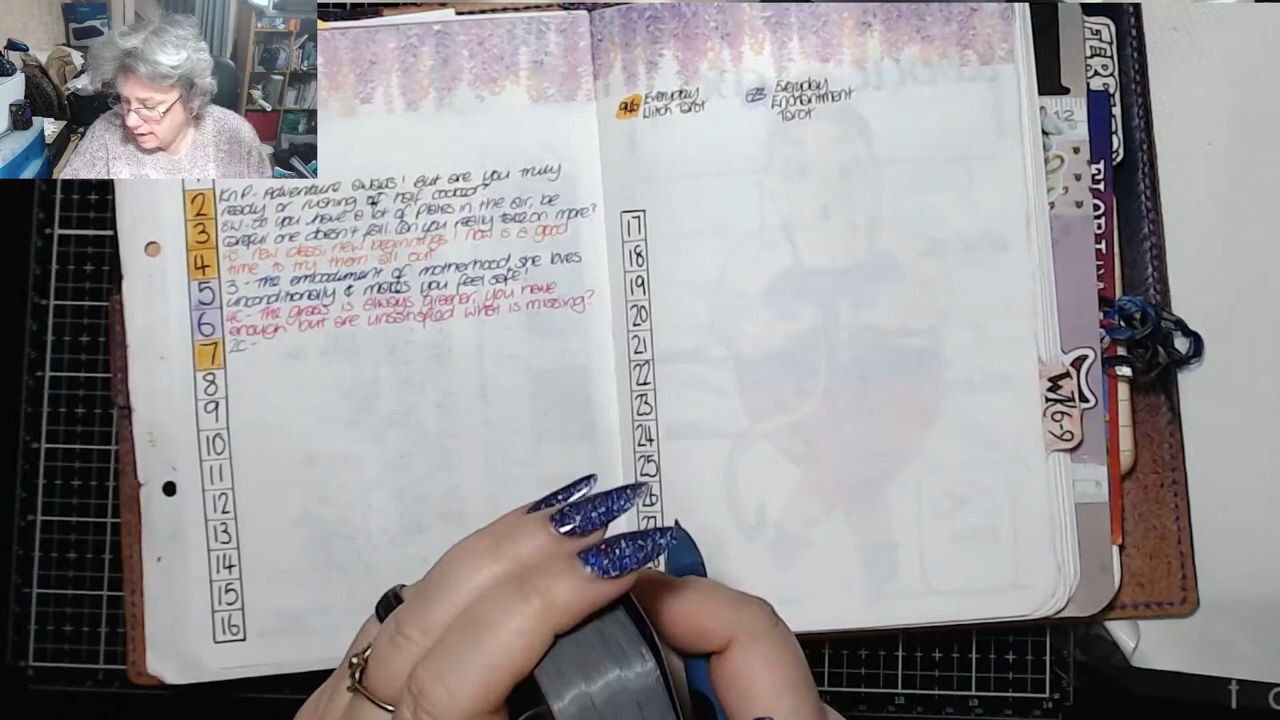 KnP - Adventure awaits! But are you truly
2 ready or rushing off half cocked?
8W - Do you have a lot of plates in the air, be
3 careful one doesn't fall. Can you really take on more?
10 - new ideas, new beginnings! now is a good
4 time to try them all out
3 - The embodiment of motherhood she loves
5 unconditionally & makes you feel safe!
4C - The grass is always greener, you have
6 enough but are unsatisfied what is missing?
7 2C -
8
9
10
11
12
13
14
15
16
96 Everyday
Witch Tarot
Everyday
Enchantment
Tarot
17
18
19
20
21
22
23
24
25
26
27
WK6-9
12